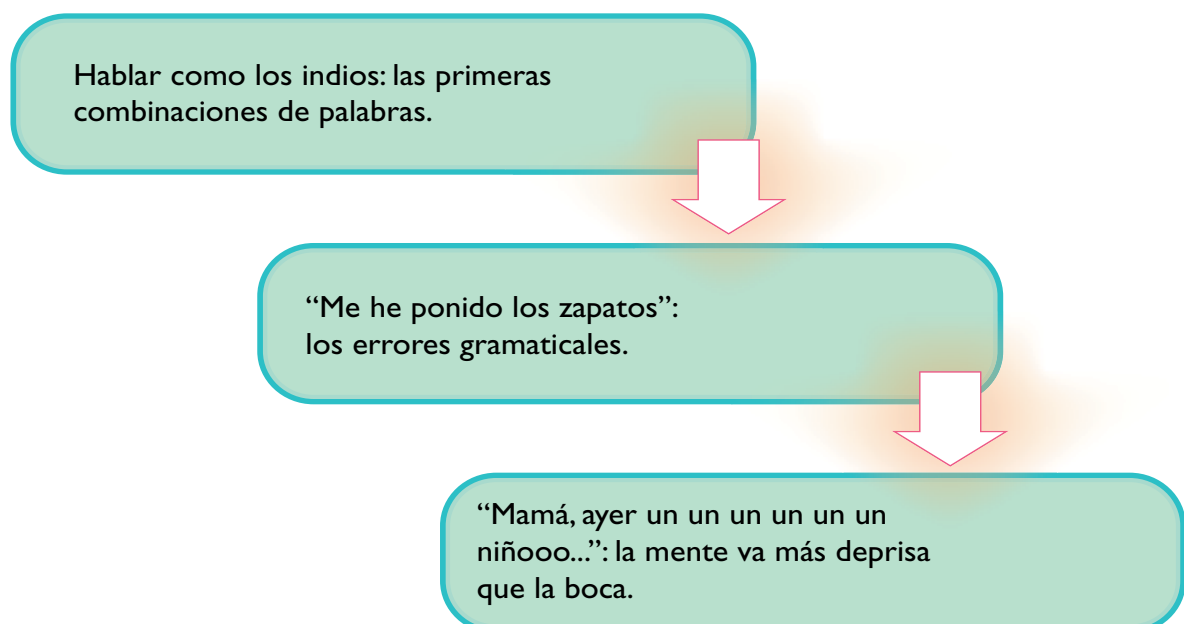 Hablar como los indios: las primeras
combinaciones de palabras.
“Me he ponido los zapatos”:
los errores gramaticales.
“Mamá, ayer un un un un un un
niñooo...”: la mente va más deprisa
que la boca.